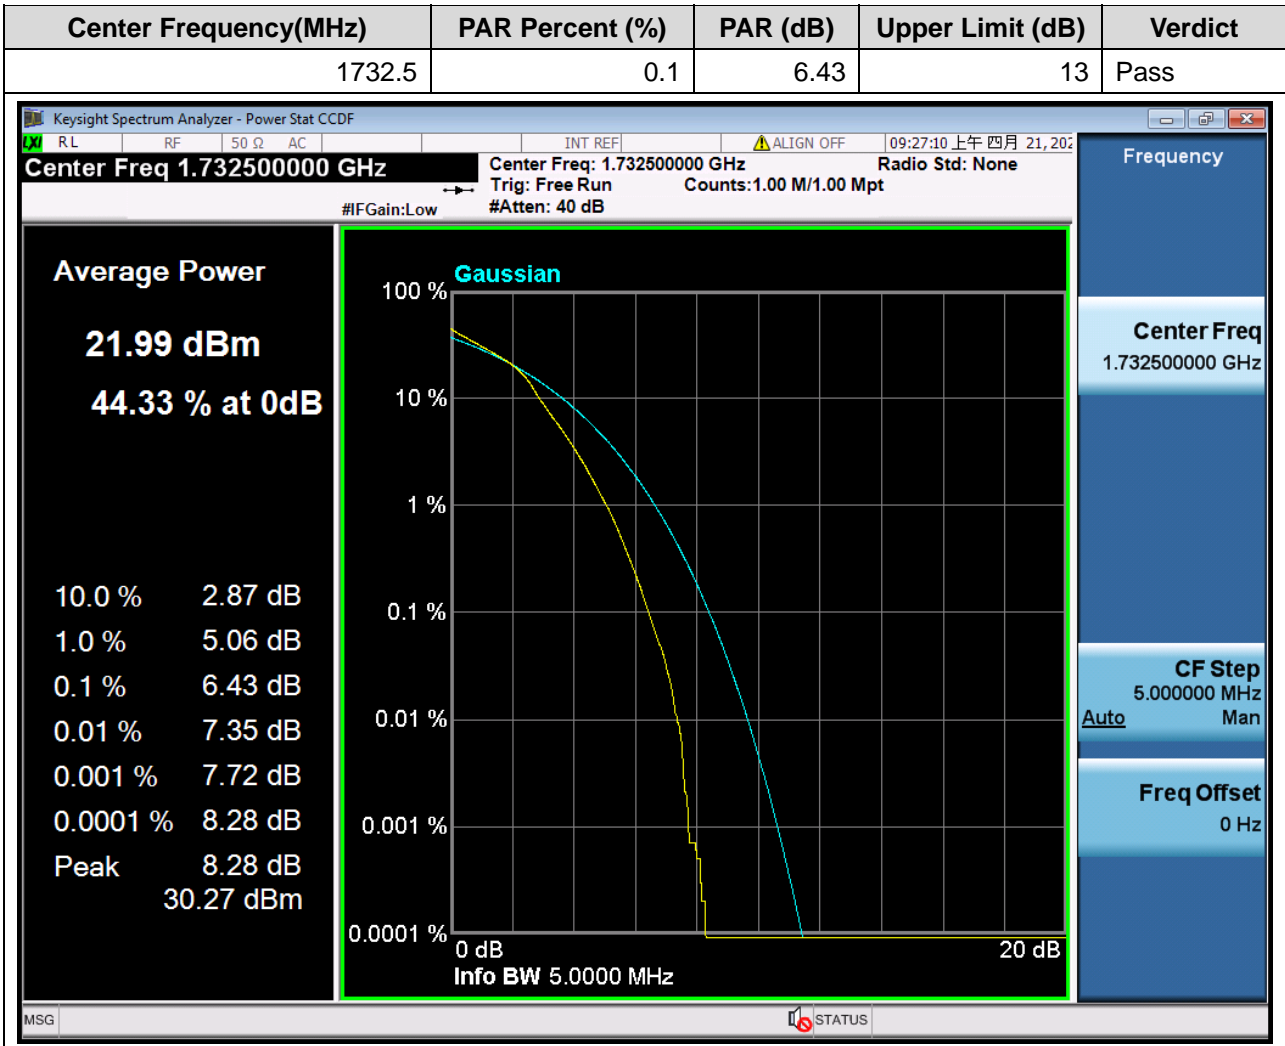 Center Frequency(MHz) PAR Percent (%) PAR (dB) Upper Limit (dB) Verdict
1732.5 0.1 6.43 13 Pass
Keysight Spectrum Analyzer - Power Stat CCDF
LXI RL RF 50 Ω AC INT REF ALIGN OFF 09:27:10 上午 四月 21, 202
Center Freq 1.732500000 GHz
Center Freq: 1.732500000 GHz Radio Std: None
Trig: Free Run Counts:1.00 M/1.00 Mpt
#IFGain:Low #Atten: 40 dB
Average Power
21.99 dBm
44.33 % at 0dB
10.0 % 2.87 dB
1.0 % 5.06 dB
0.1 % 6.43 dB
0.01 % 7.35 dB
0.001 % 7.72 dB
0.0001 % 8.28 dB
Peak 8.28 dB
30.27 dBm
Gaussian
100 %
10 %
1 %
0.1 %
0.01 %
0.001 %
0.0001 %
0 dB 20 dB
Info BW 5.0000 MHz
Frequency
Center Freq
1.732500000 GHz
CF Step
5.000000 MHz
Auto Man
Freq Offset
0 Hz
MSG STATUS